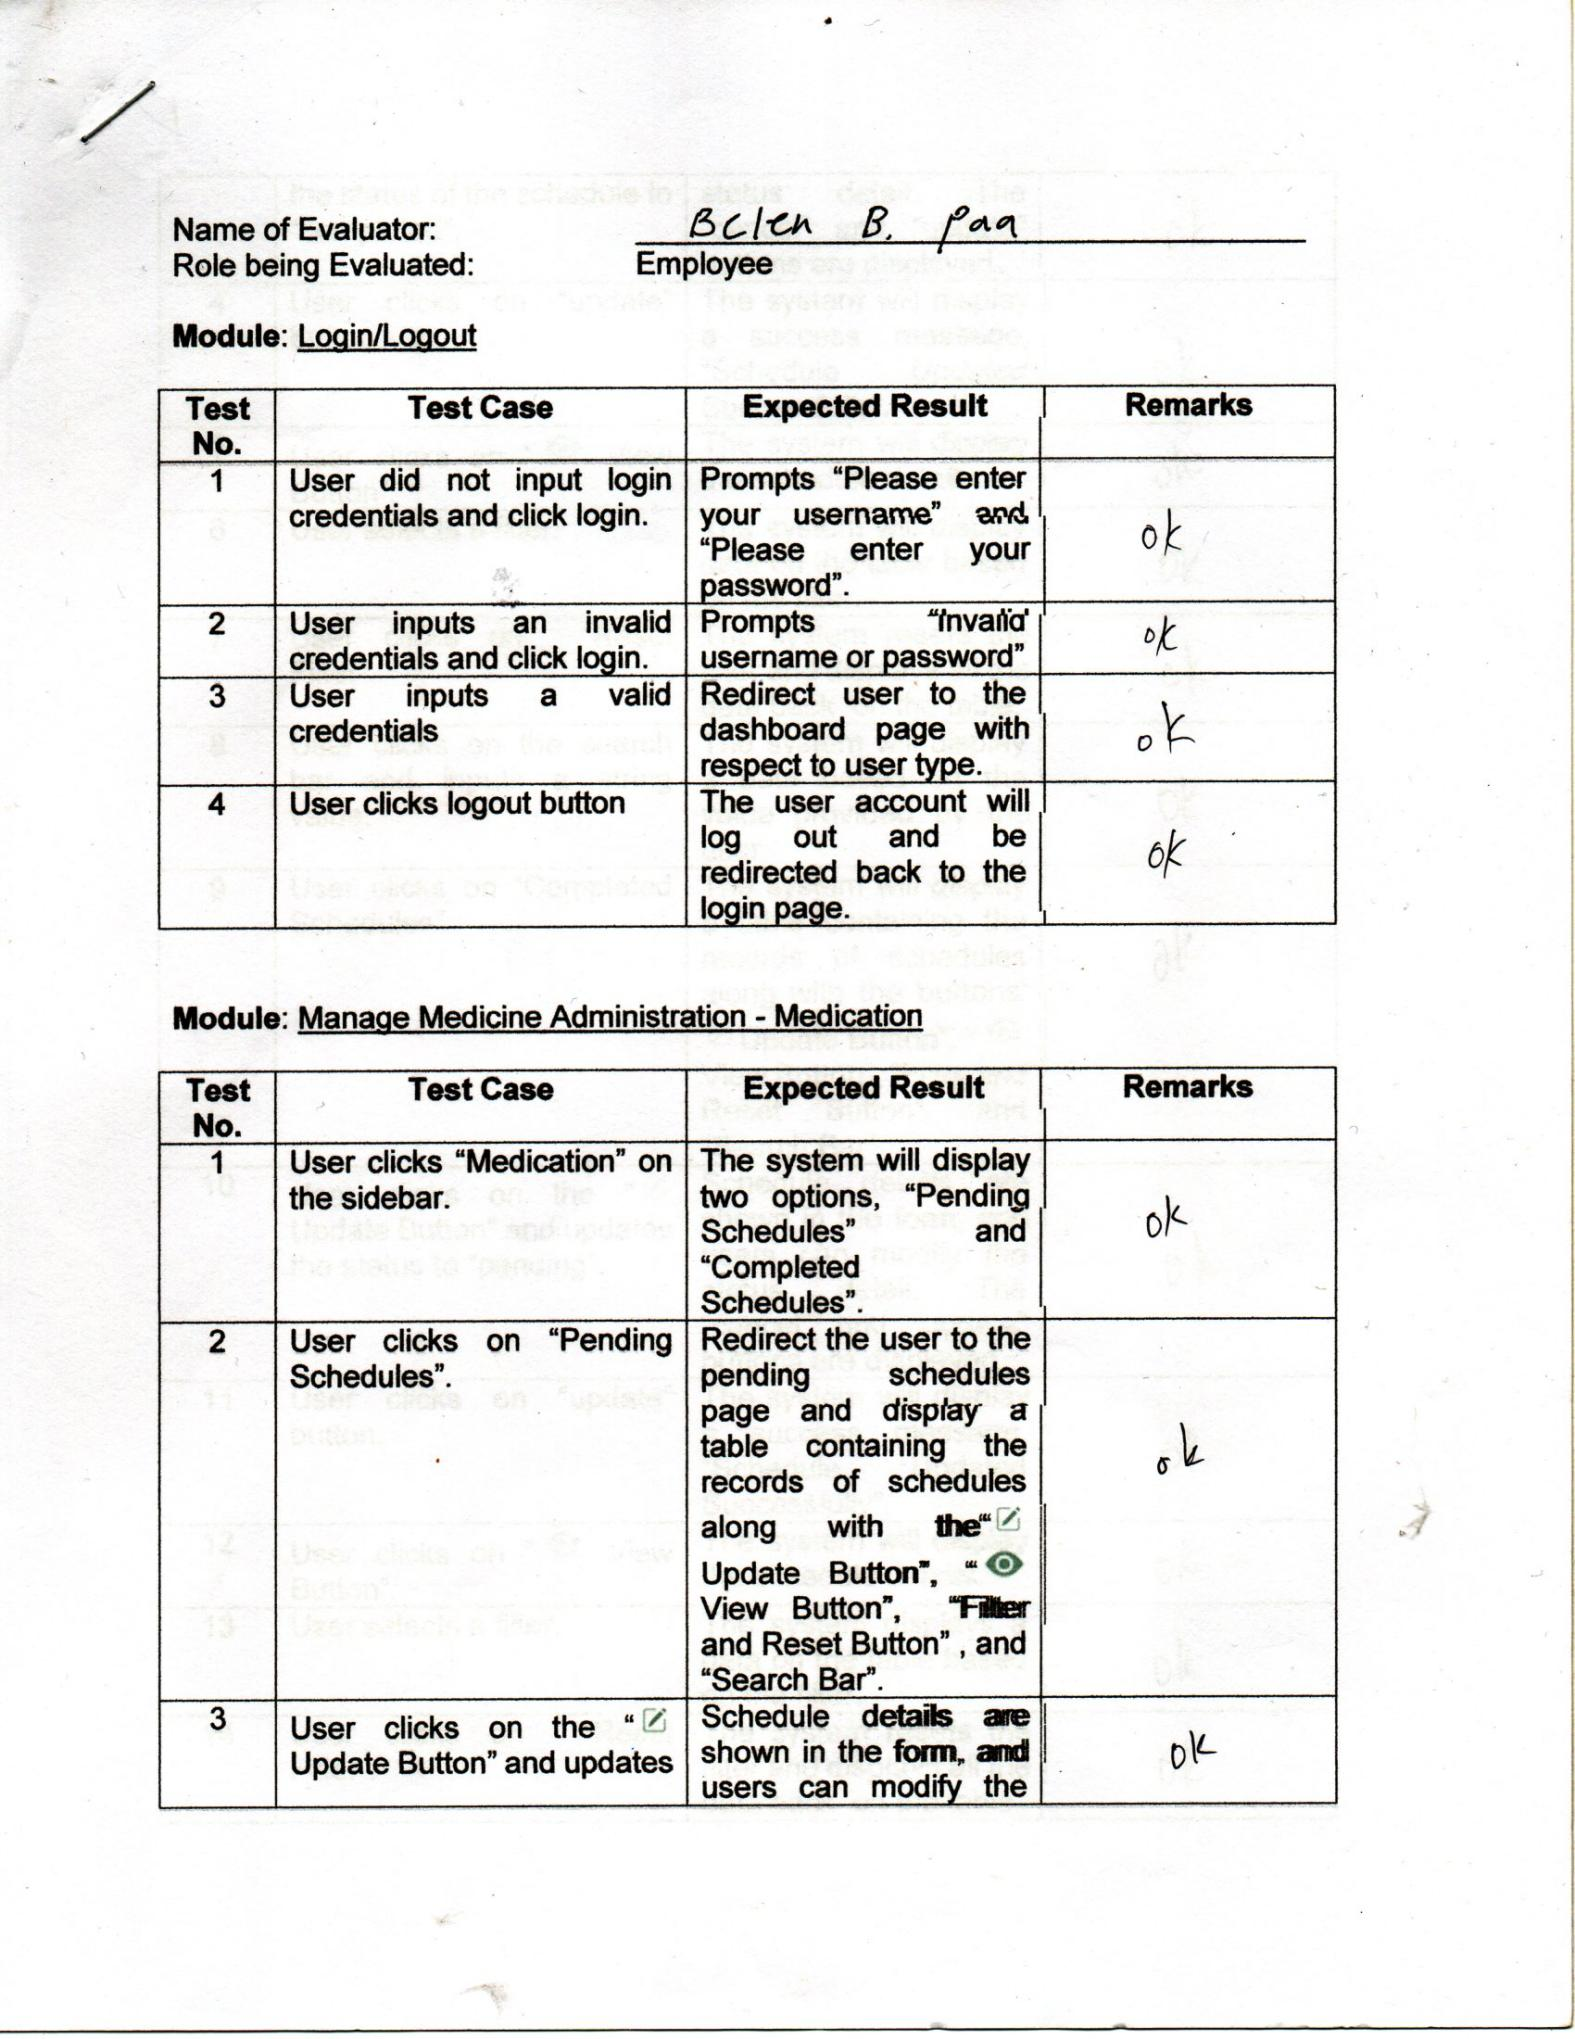 Name of Evaluator: Belen B. Paa
Role being Evaluated: Employee
Module: Login/Logout
Test No. Test Case Expected Result Remarks
1 User did not input login credentials and click login. Prompts “Please enter your username” and “Please enter your password”. ok
2 User inputs an invalid credentials and click login. Prompts “Invalid username or password” ok
3 User inputs a valid credentials Redirect user to the dashboard page with respect to user type. ok
4 User clicks logout button The user account will log out and be redirected back to the login page. ok
Module: Manage Medicine Administration - Medication
Test No. Test Case Expected Result Remarks
1 User clicks “Medication” on the sidebar. The system will display two options, “Pending Schedules” and “Completed Schedules”. ok
2 User clicks on “Pending Schedules”. Redirect the user to the pending schedules page and display a table containing the records of schedules along with the“ Update Button”, “ View Button”, “Filter and Reset Button” , and “Search Bar”. ok
3 User clicks on the “ Update Button” and updates Schedule details are shown in the form, and users can modify the ok